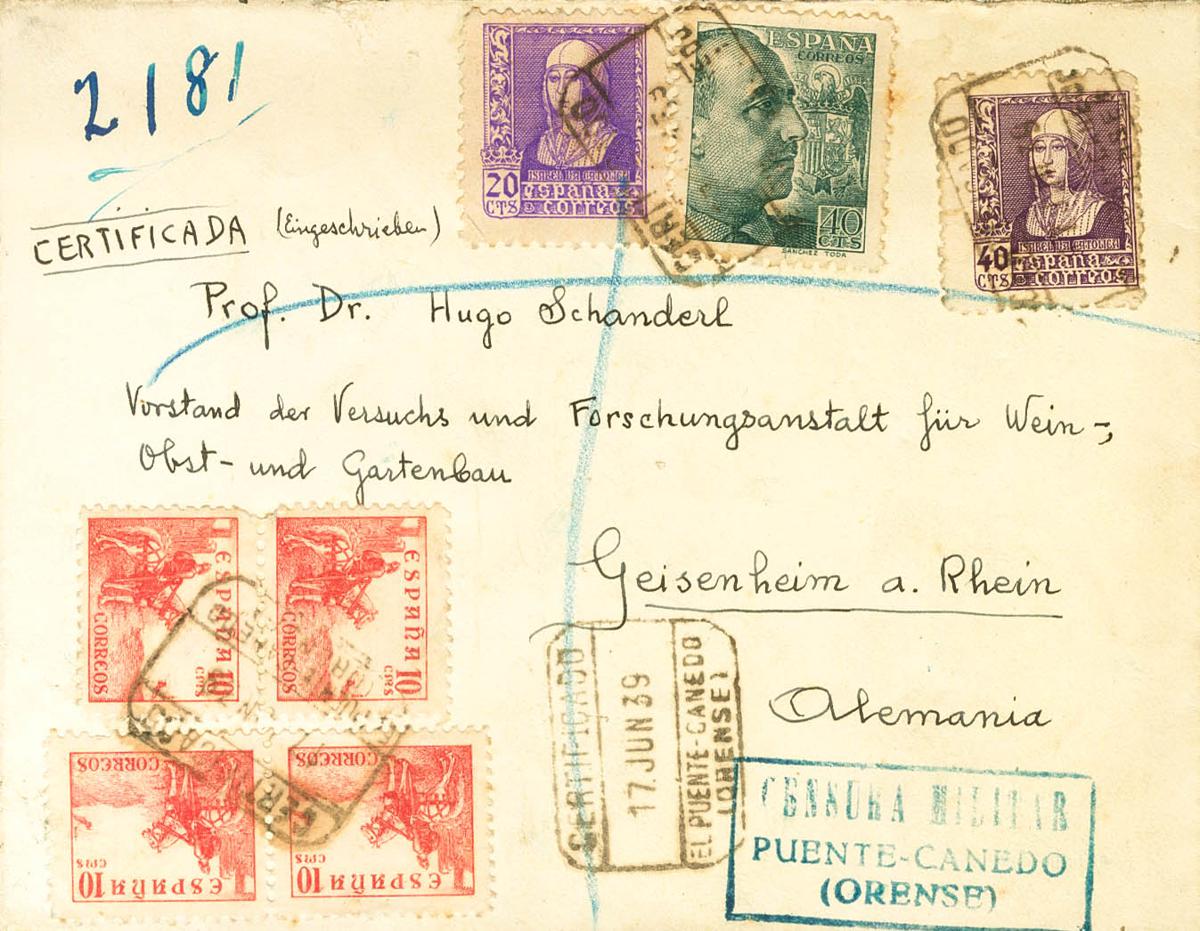 2181
CERTIFICADA (Eingeschrieben)
Prof. Dr. Hugo Schanderl
Vorstand der Versuchs und Forschungsanstalt für Wein-,
Obst- und Gartenbau
Geisenheim a. Rhein
Alemania
20
CTS
ISABEL LA CATOLICA
España
Correos
ESPAÑA
CORREOS
40
CTS
SANCHEZ TODA
40
CTS
ISABEL LA CATOLICA
España
Correos
ESPAÑA
CORREOS
10
CTS
ESPAÑA
CORREOS
10
CTS
ESPAÑA
CORREOS
10
CTS
ESPAÑA
10
CTS
CERTIFICADO
17 JUN 39
EL PUENTE-CANEDO
(ORENSE)
CENSURA MILITAR
PUENTE-CANEDO
(ORENSE)